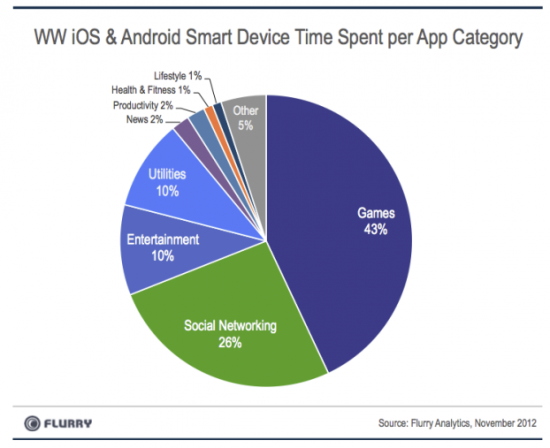 WW iOS & Android Smart Device Time Spent per App Category
Lifestyle 1%
Health & Fitness 1%
Productivity 2%
News 2%
Other
5%
Utilities
10%
Games
43%
Entertainment
10%
Social Networking
26%
FLURRY
Source: Flurry Analytics, November 2012